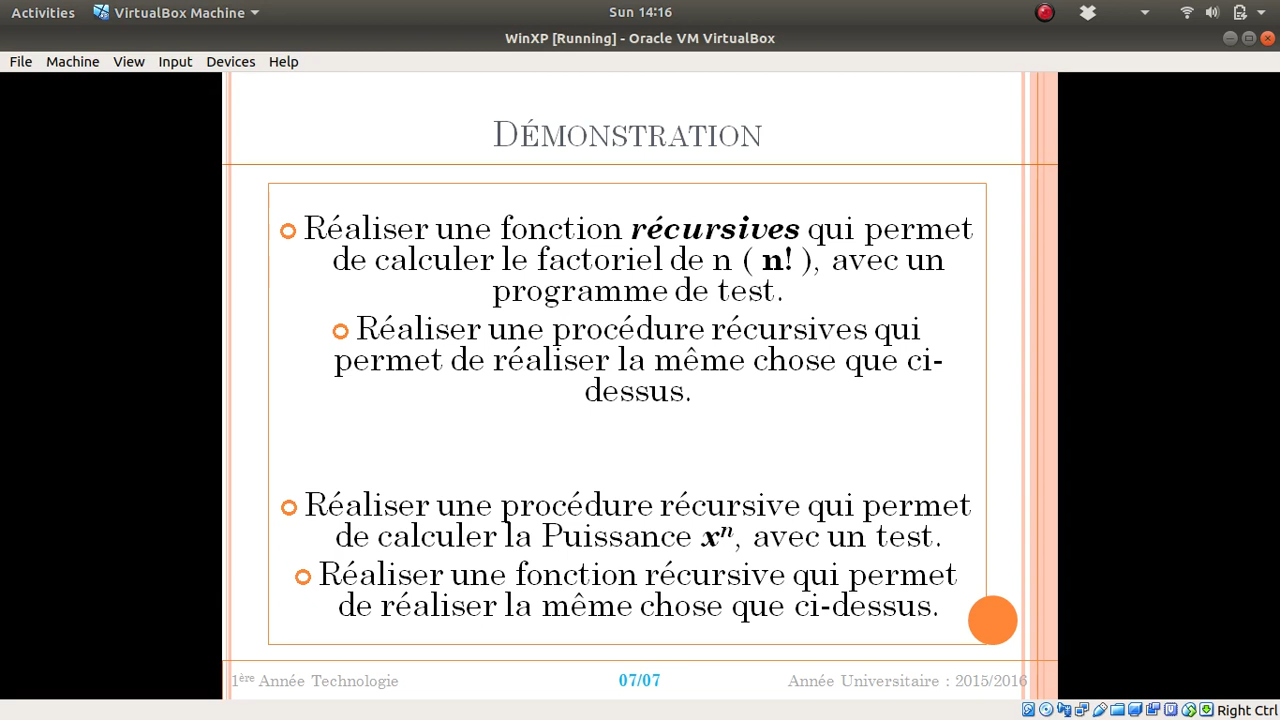 Activities VirtualBox Machine Sun 14:16
WinXP [Running] - Oracle VM VirtualBox
File Machine View Input Devices Help
DÉMONSTRATION
Réaliser une fonction récursives qui permet
de calculer le factoriel de n ( n! ), avec un
programme de test.
Réaliser une procédure récursives qui
permet de réaliser la même chose que ci-
dessus.
Réaliser une procédure récursive qui permet
de calculer la Puissance xⁿ, avec un test.
Réaliser une fonction récursive qui permet
de réaliser la même chose que ci-dessus.
1ère Année Technologie 07/07 Année Universitaire : 2015/2016
Right Ctrl